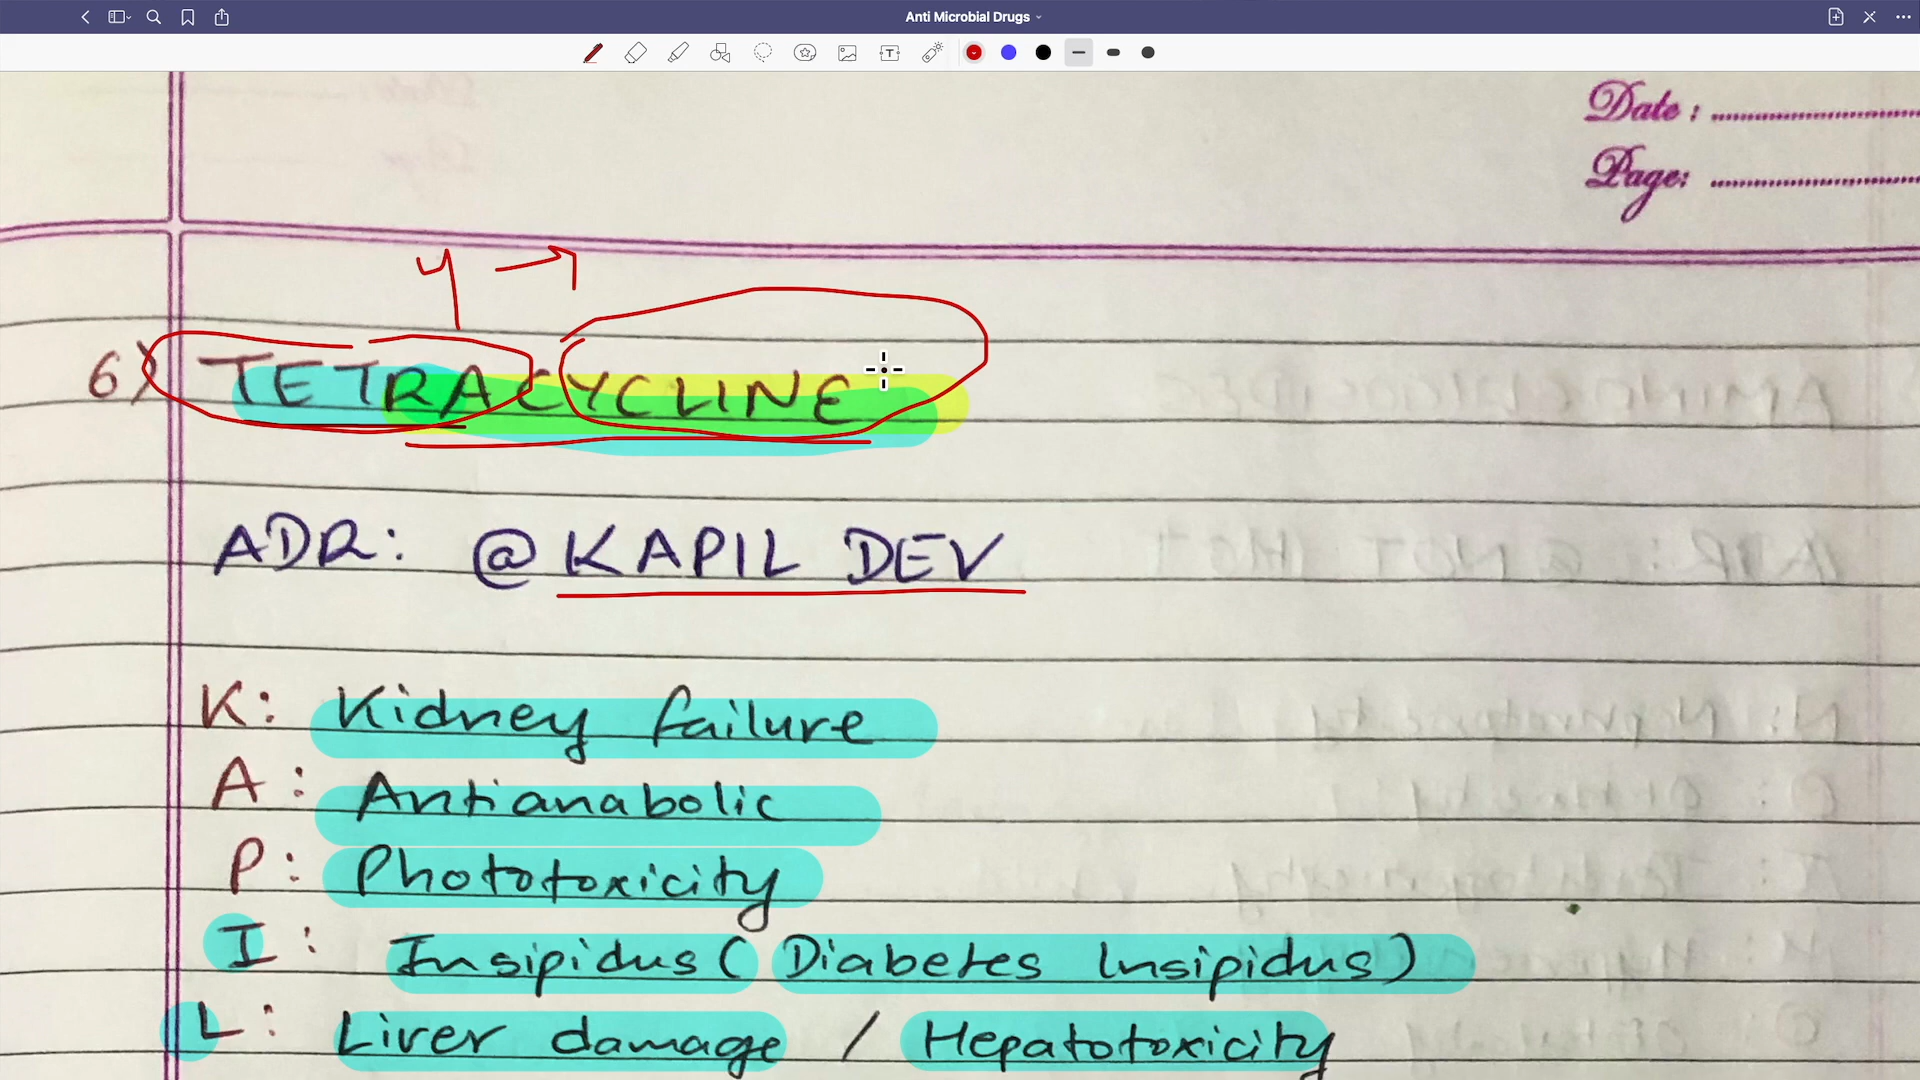 Anti Microbial Drugs
Date :
Page:
4 →
6) TETRACYCLINE
ADR: @ KAPIL DEV
K: Kidney failure
A: Antianabolic
P: Phototoxicity
I: Insipidus ( Diabetes Insipidus )
L: Liver damage / Hepatotoxicity